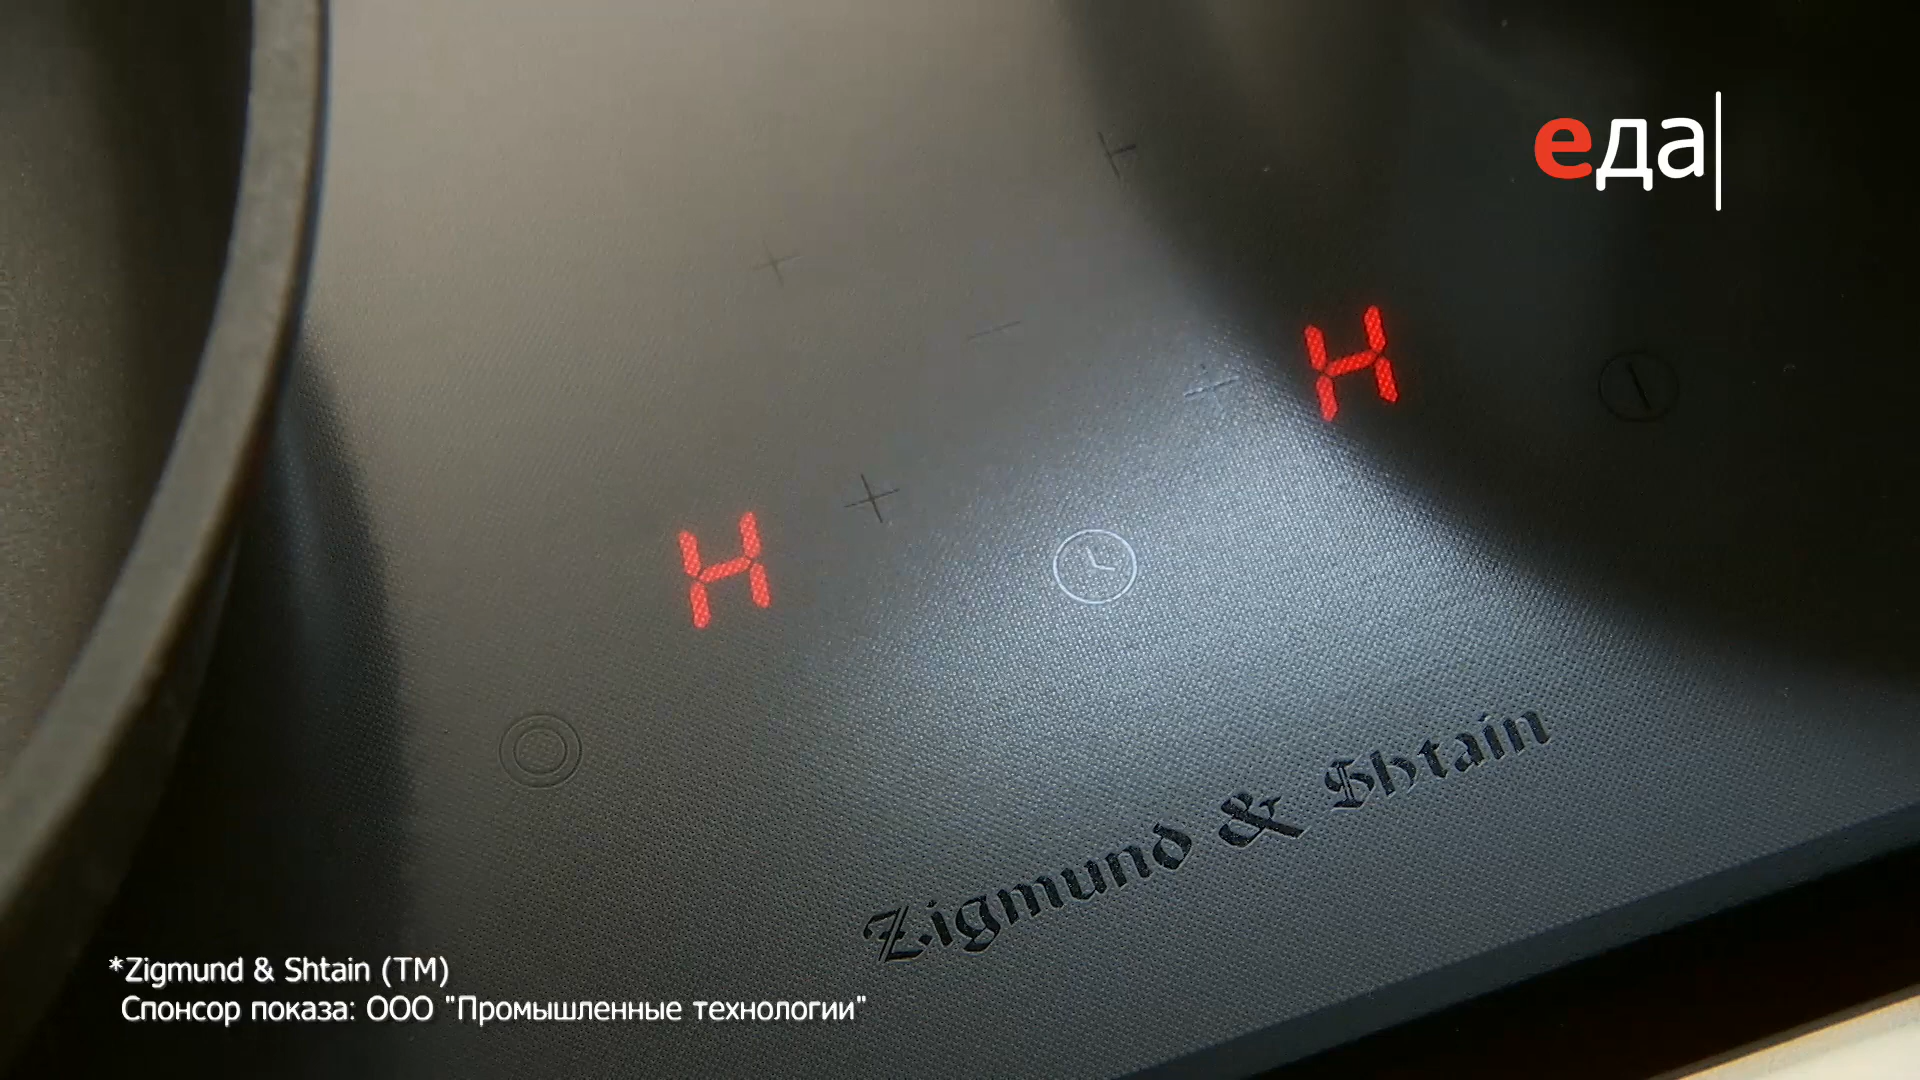 еда
H
H
Zigmund & Shtain
*Zigmund & Shtain (TM)
Спонсор показа: ООО "Промышленные технологии"